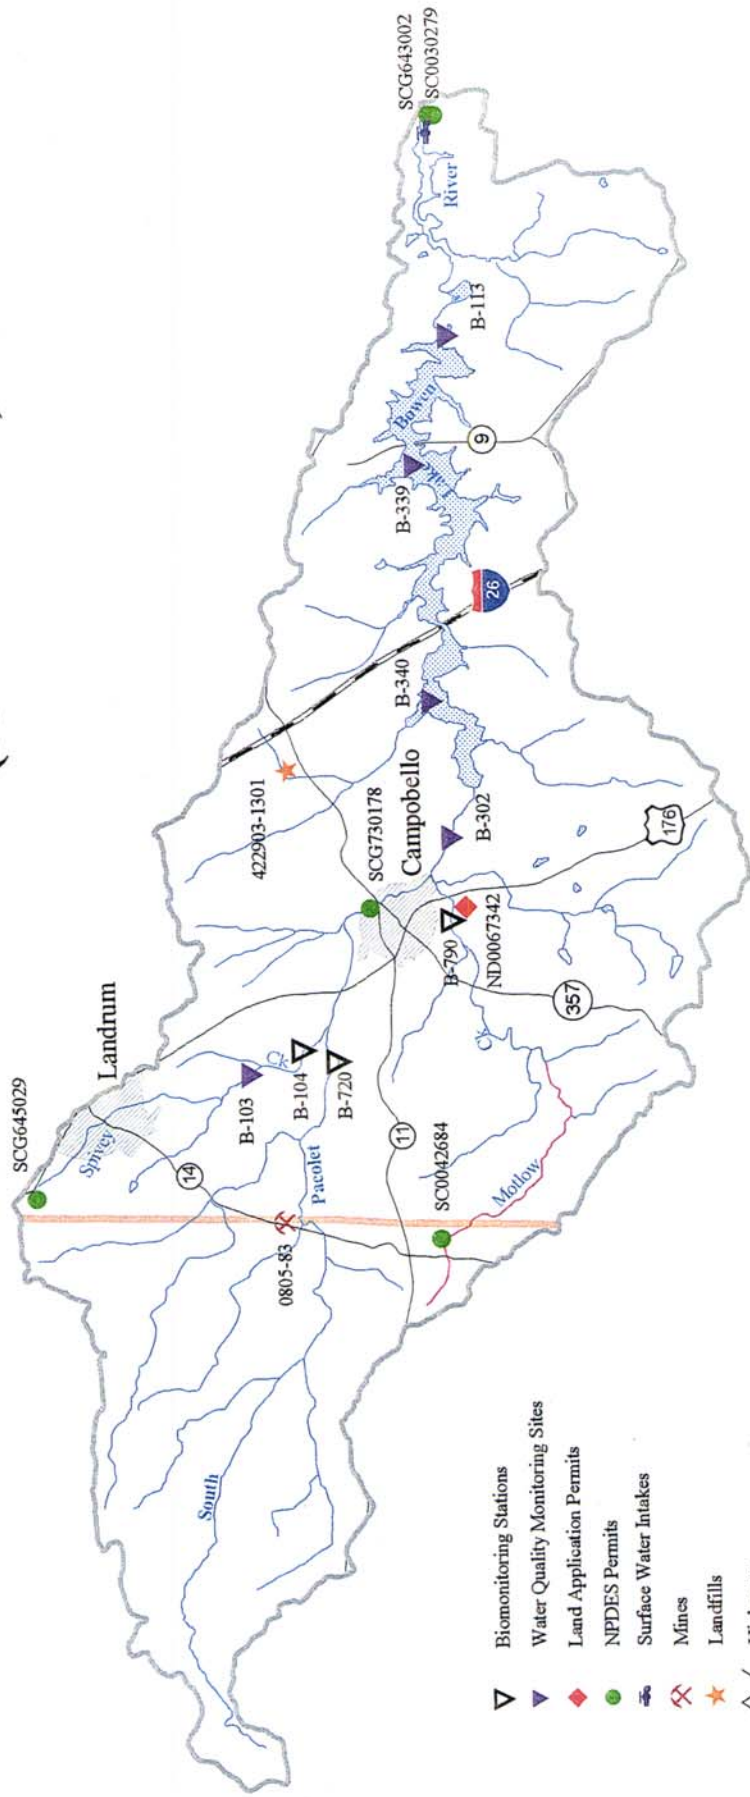 SCG645029
Landrum
Spivey
14
B-103
Ck
B-104
B-720
Pacolet
0805-83
South
11
SC0042684
Motlow
Ck
357
422903-1301
SCG730178
Campobello
B-790
ND0067342
B-302
176
B-340
26
B-339
Lake
Bowen
9
B-113
River
SCG643002
SC0030279
Biomonitoring Stations
Water Quality Monitoring Sites
Land Application Permits
NPDES Permits
Surface Water Intakes
Mines
Landfills